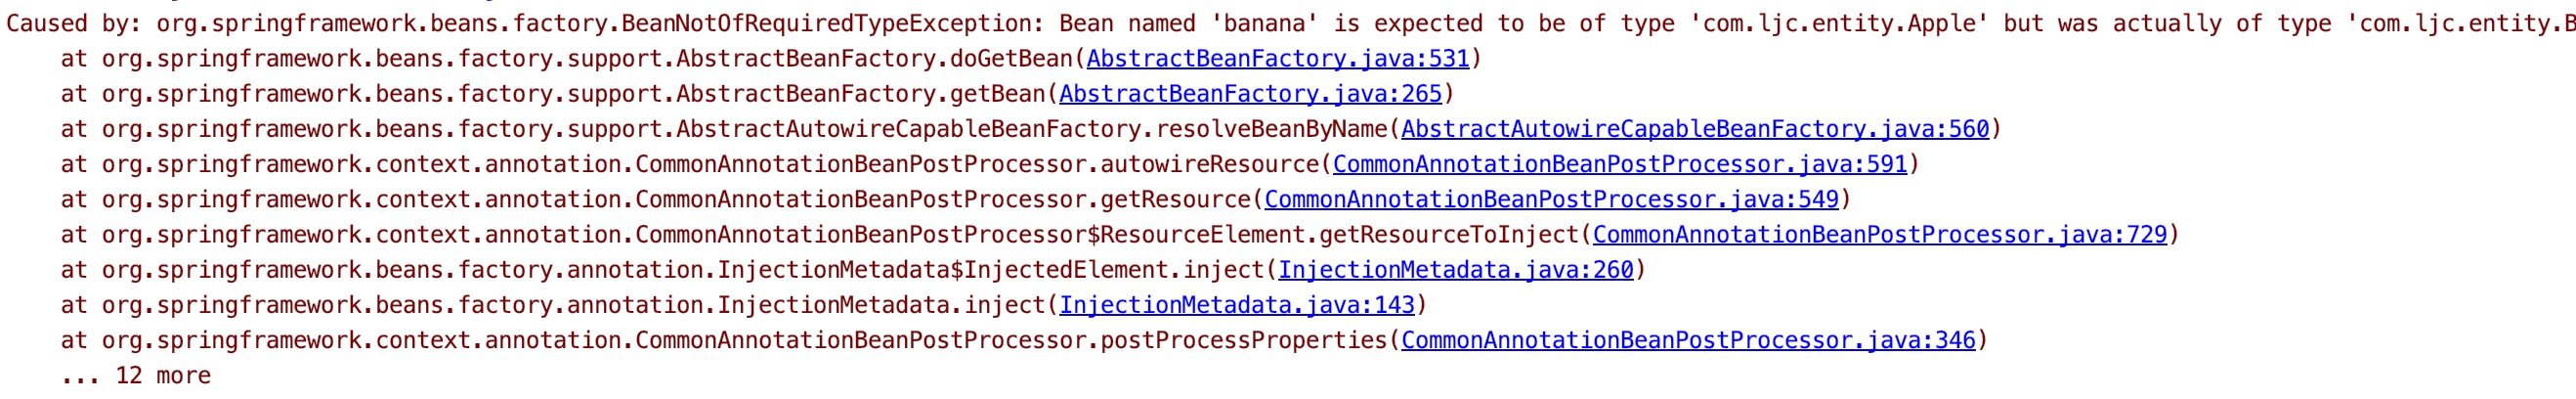 Caused by: org.springframework.beans.factory.BeanNotOfRequiredTypeException: Bean named 'banana' is expected to be of type 'com.ljc.entity.Apple' but was actually of type 'com.ljc.entity.B
at org.springframework.beans.factory.support.AbstractBeanFactory.doGetBean(AbstractBeanFactory.java:531)
at org.springframework.beans.factory.support.AbstractBeanFactory.getBean(AbstractBeanFactory.java:265)
at org.springframework.beans.factory.support.AbstractAutowireCapableBeanFactory.resolveBeanByName(AbstractAutowireCapableBeanFactory.java:560)
at org.springframework.context.annotation.CommonAnnotationBeanPostProcessor.autowireResource(CommonAnnotationBeanPostProcessor.java:591)
at org.springframework.context.annotation.CommonAnnotationBeanPostProcessor.getResource(CommonAnnotationBeanPostProcessor.java:549)
at org.springframework.context.annotation.CommonAnnotationBeanPostProcessor$ResourceElement.getResourceToInject(CommonAnnotationBeanPostProcessor.java:729)
at org.springframework.beans.factory.annotation.InjectionMetadata$InjectedElement.inject(InjectionMetadata.java:260)
at org.springframework.beans.factory.annotation.InjectionMetadata.inject(InjectionMetadata.java:143)
at org.springframework.context.annotation.CommonAnnotationBeanPostProcessor.postProcessProperties(CommonAnnotationBeanPostProcessor.java:346)
... 12 more